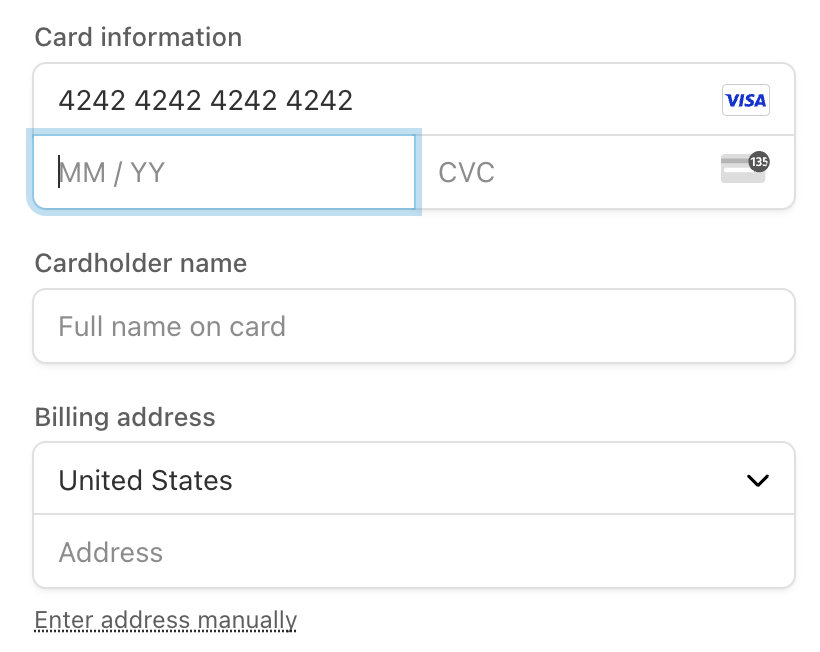 Card information
4242 4242 4242 4242 VISA
MM / YY CVC 135
Cardholder name
Full name on card
Billing address
United States
Address
Enter address manually